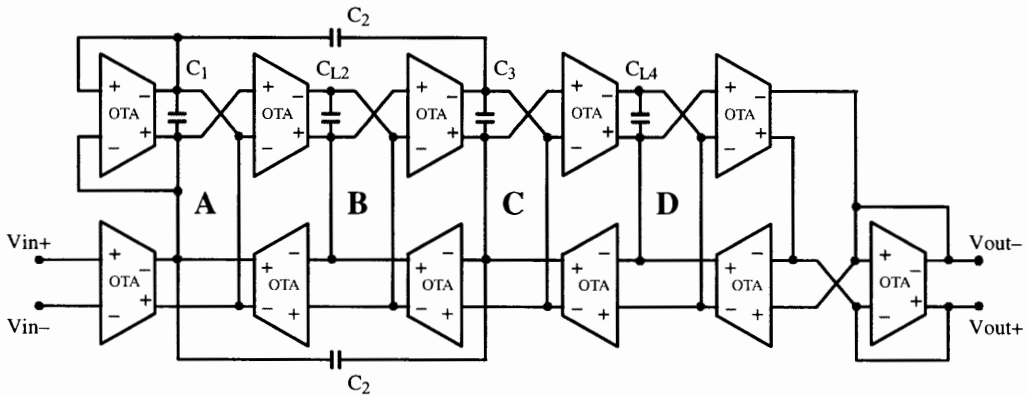 C2
C1 CL2 C3 CL4
+ − + − + − + − + −
OTA OTA OTA OTA OTA
− + − + − + − + − +
A B C D
Vin+ Vout−
+ − + − + − + − + − + −
OTA OTA OTA OTA OTA OTA
− + − + − + − + − + − +
Vin− Vout+
C2